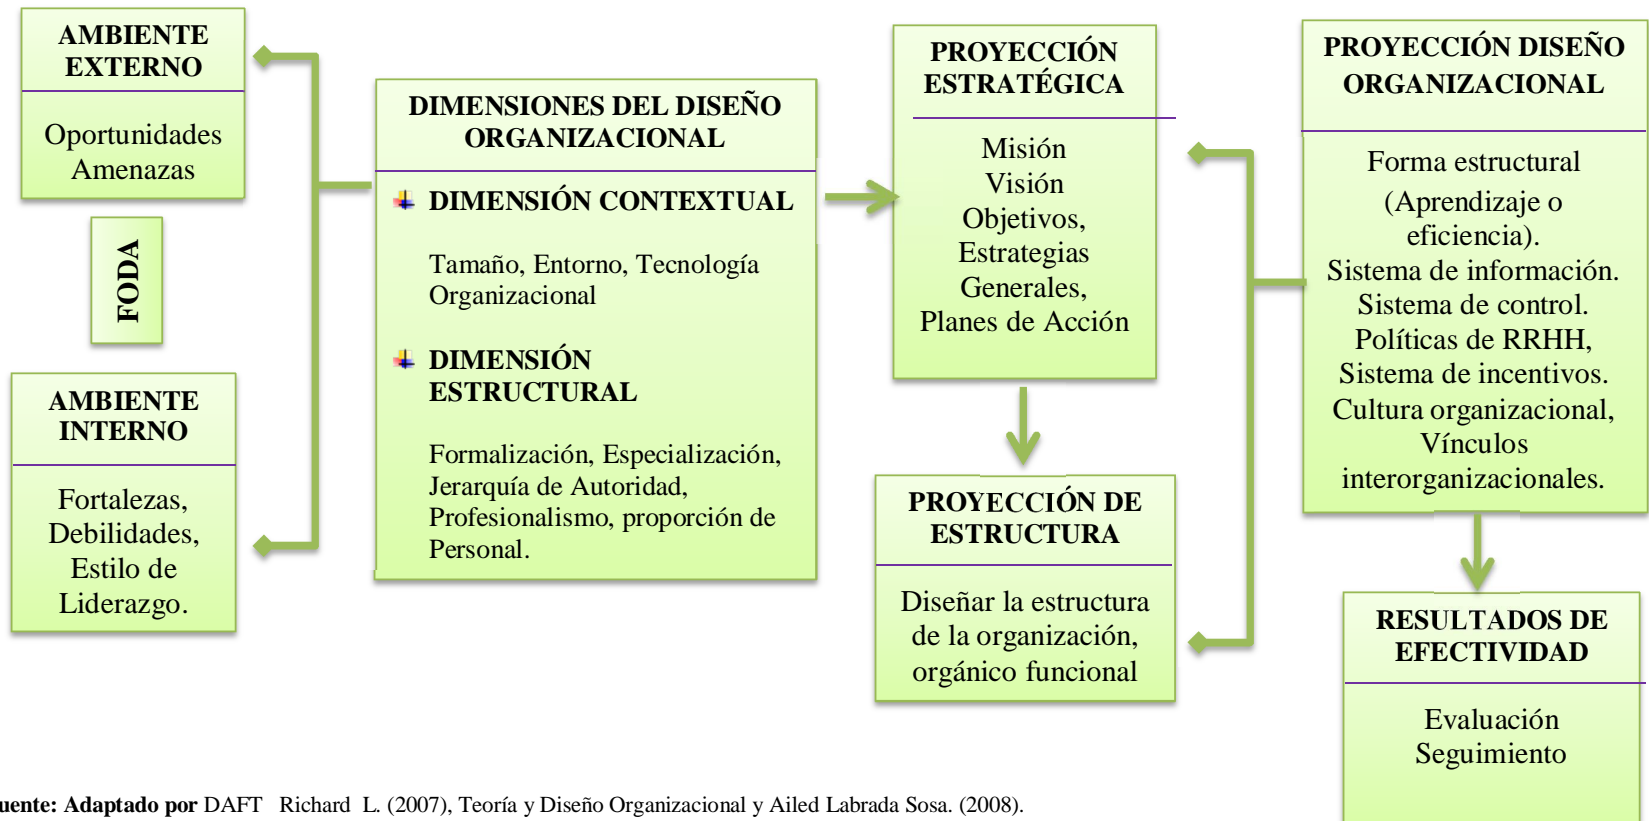 AMBIENTE
EXTERNO
Oportunidades
Amenazas
FODA
AMBIENTE
INTERNO
Fortalezas,
Debilidades,
Estilo de
Liderazgo.
DIMENSIONES DEL DISEÑO
ORGANIZACIONAL
DIMENSIÓN CONTEXTUAL
Tamaño, Entorno, Tecnología
Organizacional
DIMENSIÓN
ESTRUCTURAL
Formalización, Especialización,
Jerarquía de Autoridad,
Profesionalismo, proporción de
Personal.
PROYECCIÓN
ESTRATÉGICA
Misión
Visión
Objetivos,
Estrategias
Generales,
Planes de Acción
PROYECCIÓN DE
ESTRUCTURA
Diseñar la estructura
de la organización,
orgánico funcional
PROYECCIÓN DISEÑO
ORGANIZACIONAL
Forma estructural
(Aprendizaje o
eficiencia).
Sistema de información.
Sistema de control.
Políticas de RRHH,
Sistema de incentivos.
Cultura organizacional,
Vínculos
interorganizacionales.
RESULTADOS DE
EFECTIVIDAD
Evaluación
Seguimiento
uente: Adaptado por DAFT Richard L. (2007), Teoría y Diseño Organizacional y Ailed Labrada Sosa. (2008).